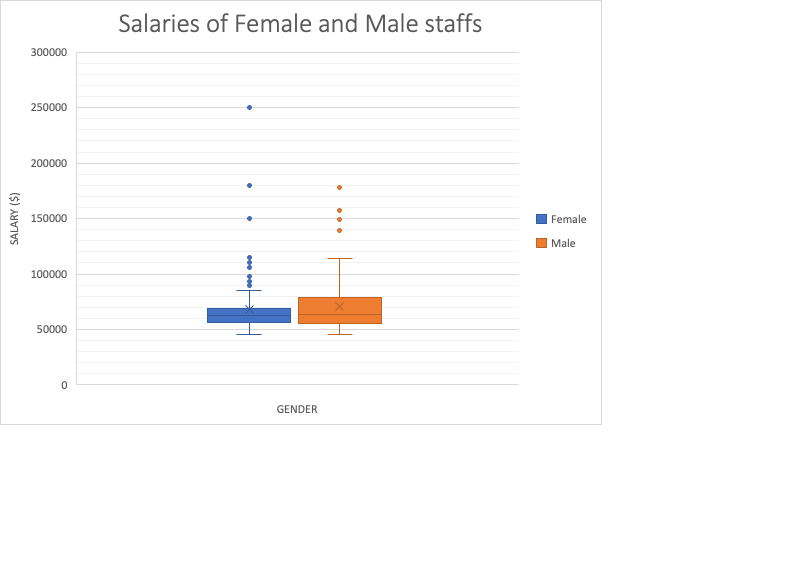 Salaries of Female and Male staffs
300000
250000
200000
150000
100000
50000
0
SALARY ($)
GENDER
Female
Male